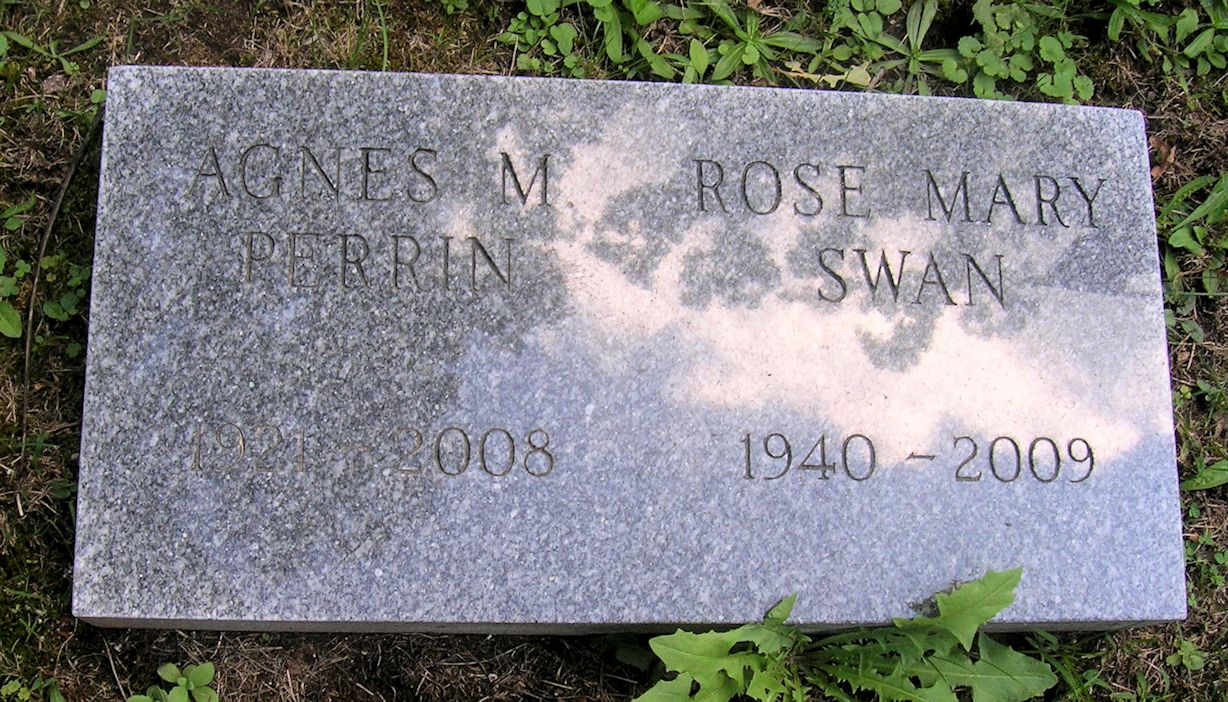 AGNES M.
PERRIN
1921 - 2008
ROSE MARY
SWAN
1940 - 2009